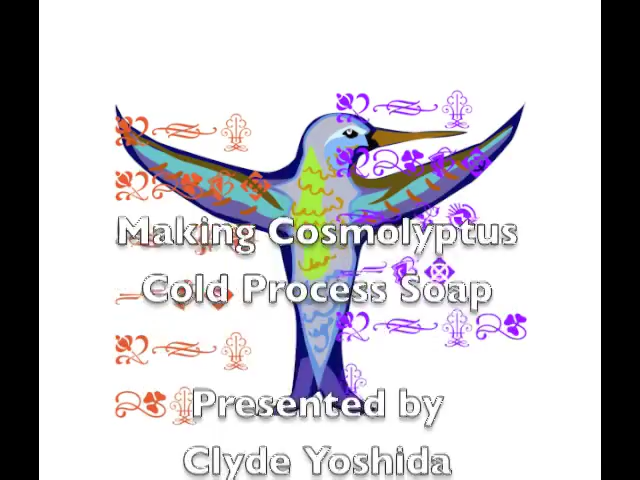 Making Cosmolyptus
Cold Process Soap
Presented by
Clyde Yoshida